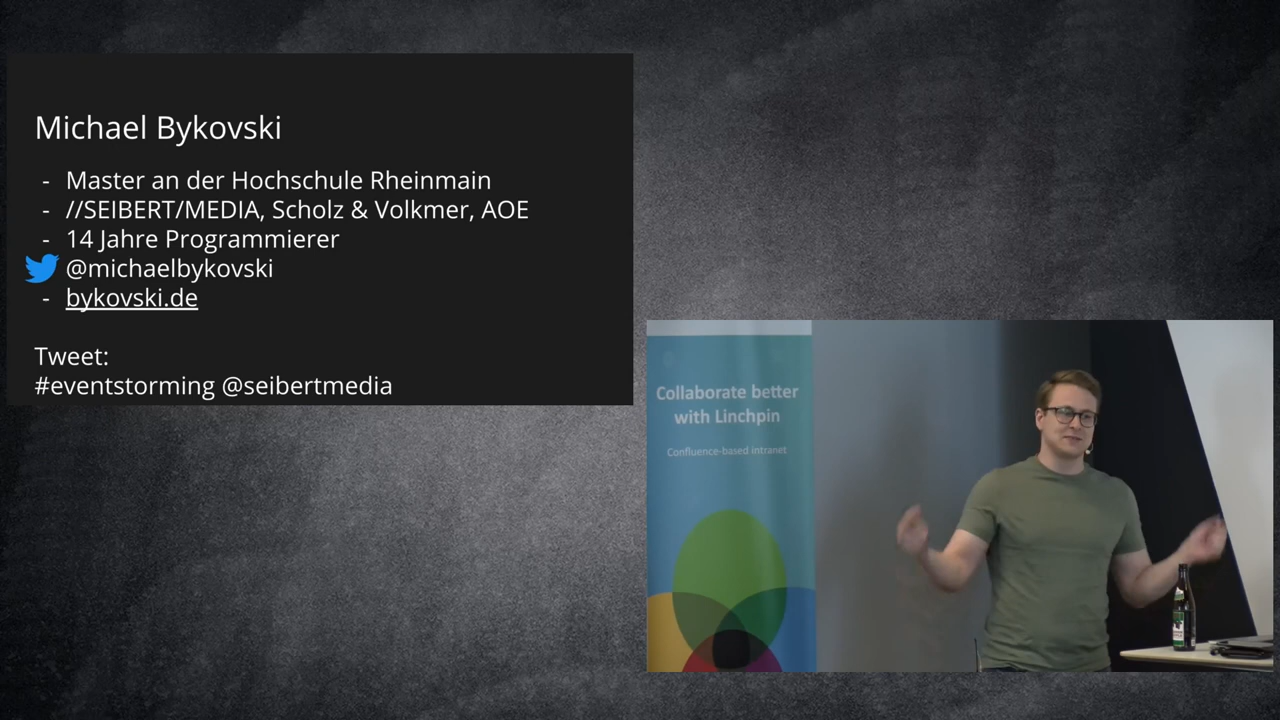 Michael Bykovski
- Master an der Hochschule Rheinmain
- //SEIBERT/MEDIA, Scholz & Volkmer, AOE
- 14 Jahre Programmierer
@michaelbykovski
- bykovski.de
Tweet:
#eventstorming @seibertmedia
Collaborate better
with Linchpin
Confluence-based intranet